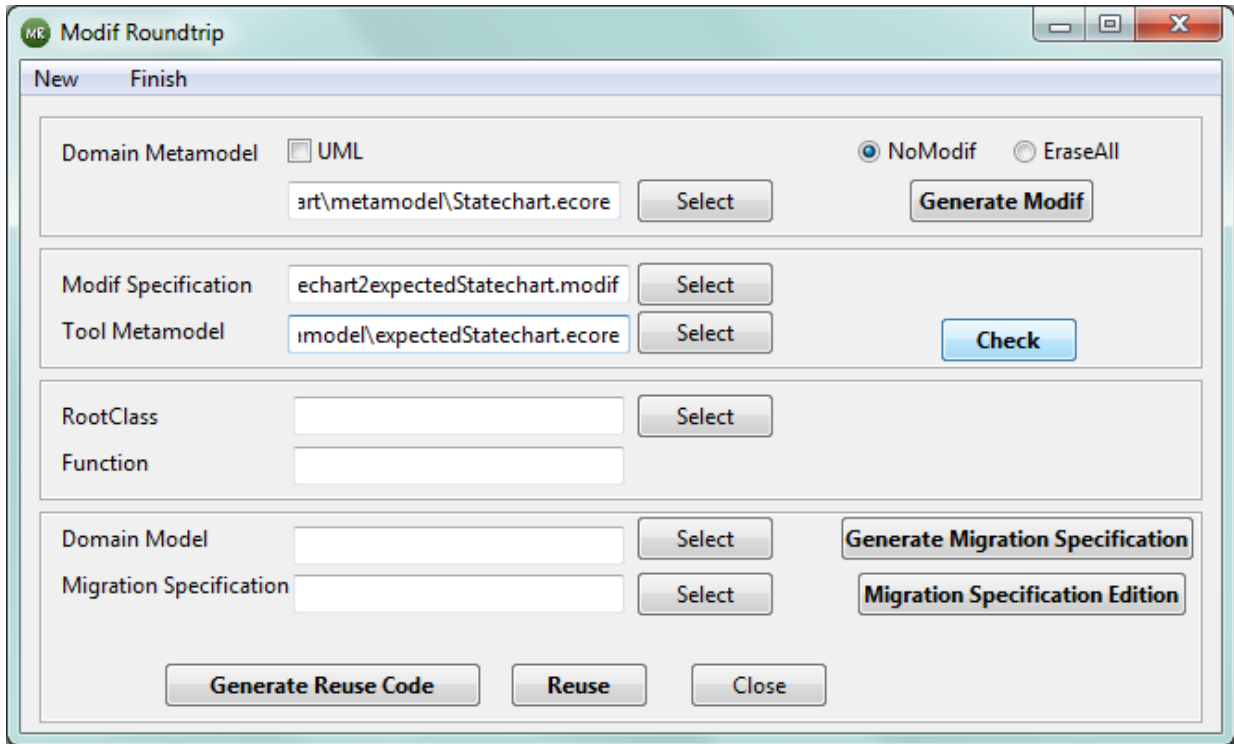 MR Modif Roundtrip
New Finish
Domain Metamodel UML NoModif EraseAll
art\metamodel\Statechart.ecore Select Generate Modif
Modif Specification echart2expectedStatechart.modif Select
Tool Metamodel model\expectedStatechart.ecore Select Check
RootClass Select
Function
Domain Model Select Generate Migration Specification
Migration Specification Select Migration Specification Edition
Generate Reuse Code Reuse Close